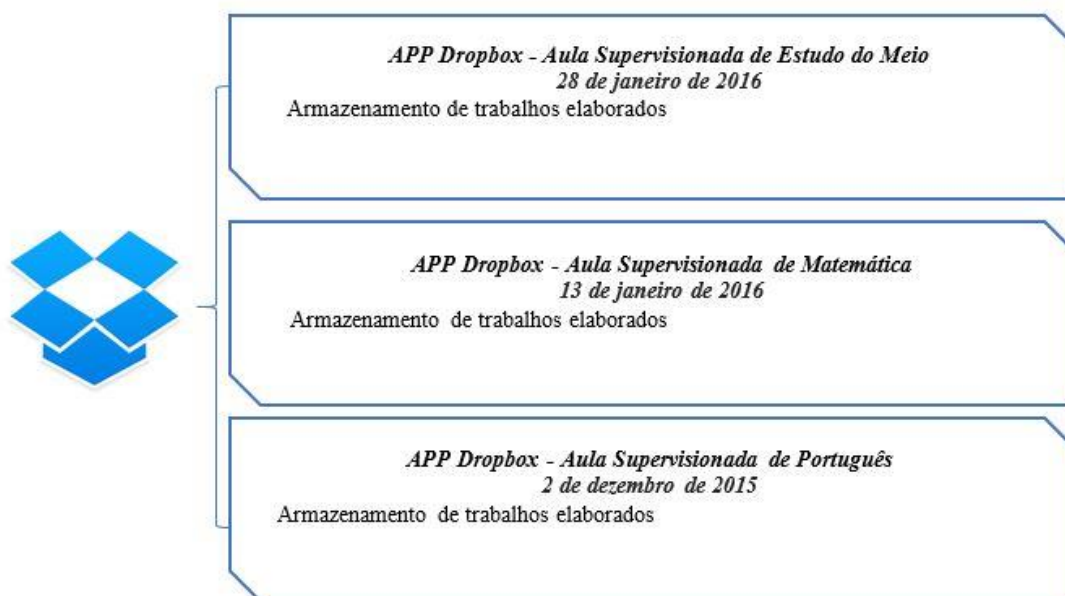 APP Dropbox - Aula Supervisionada de Estudo do Meio
28 de janeiro de 2016
Armazenamento de trabalhos elaborados
APP Dropbox - Aula Supervisionada de Matemática
13 de janeiro de 2016
Armazenamento de trabalhos elaborados
APP Dropbox - Aula Supervisionada de Português
2 de dezembro de 2015
Armazenamento de trabalhos elaborados